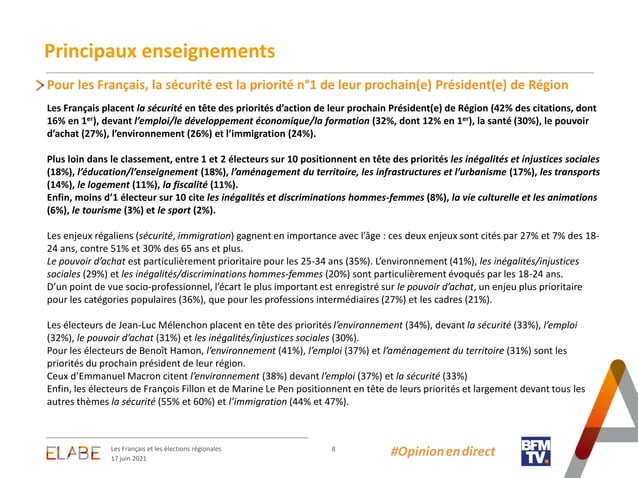 Principaux enseignements
Pour les Français, la sécurité est la priorité n°1 de leur prochain(e) Président(e) de Région
Les Français placent la sécurité en tête des priorités d’action de leur prochain Président(e) de Région (42% des citations, dont
16% en 1er), devant l’emploi/le développement économique/la formation (32%, dont 12% en 1er), la santé (30%), le pouvoir
d’achat (27%), l’environnement (26%) et l’immigration (24%).
Plus loin dans le classement, entre 1 et 2 électeurs sur 10 positionnent en tête des priorités les inégalités et injustices sociales
(18%), l’éducation/l’enseignement (18%), l’aménagement du territoire, les infrastructures et l’urbanisme (17%), les transports
(14%), le logement (11%), la fiscalité (11%).
Enfin, moins d’1 électeur sur 10 cite les inégalités et discriminations hommes-femmes (8%), la vie culturelle et les animations
(6%), le tourisme (3%) et le sport (2%).
Les enjeux régaliens (sécurité, immigration) gagnent en importance avec l’âge : ces deux enjeux sont cités par 27% et 7% des 18-
24 ans, contre 51% et 30% des 65 ans et plus.
Le pouvoir d’achat est particulièrement prioritaire pour les 25-34 ans (35%). L’environnement (41%), les inégalités/injustices
sociales (29%) et les inégalités/discriminations hommes-femmes (20%) sont particulièrement évoqués par les 18-24 ans.
D’un point de vue socio-professionnel, l’écart le plus important est enregistré sur le pouvoir d’achat, un enjeu plus prioritaire
pour les catégories populaires (36%), que pour les professions intermédiaires (27%) et les cadres (21%).
Les électeurs de Jean-Luc Mélenchon placent en tête des priorités l’environnement (34%), devant la sécurité (33%), l’emploi
(32%), le pouvoir d’achat (31%) et les inégalités/injustices sociales (30%).
Pour les électeurs de Benoît Hamon, l’environnement (41%), l’emploi (37%) et l’aménagement du territoire (31%) sont les
priorités du prochain président de leur région.
Ceux d’Emmanuel Macron citent l’environnement (38%) devant l’emploi (37%) et la sécurité (33%)
Enfin, les électeurs de François Fillon et de Marine Le Pen positionnent en tête de leurs priorités et largement devant tous les
autres thèmes la sécurité (55% et 60%) et l’immigration (44% et 47%).
ELABE
Les Français et les élections régionales
17 juin 2021
8
#Opinion en direct
BFM
TV.